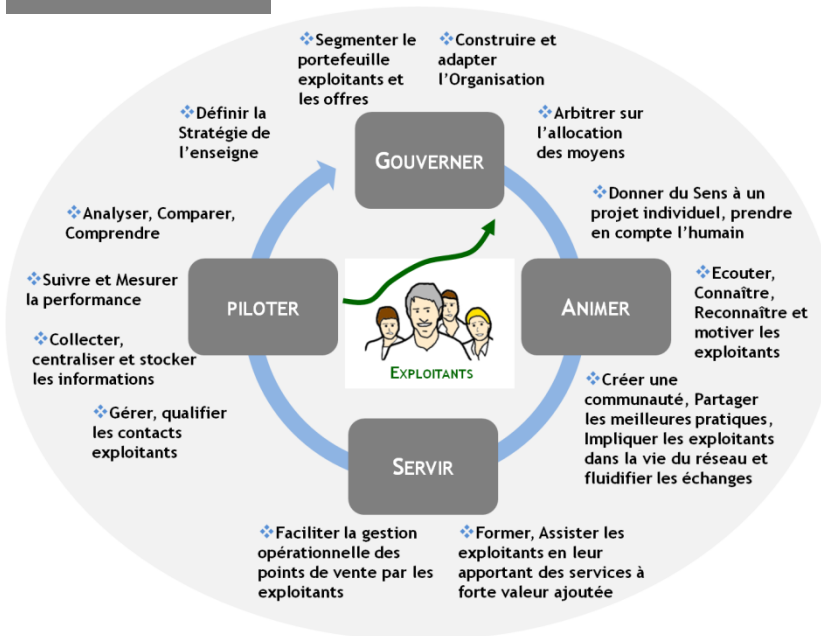 ❖Segmenter le
portefeuille
exploitants et
les offres
❖Construire et
adapter
l'Organisation
❖Définir la
Stratégie de
l'enseigne
❖Arbitrer sur
l'allocation
des moyens
GOUVERNER
❖Donner du Sens à un
projet individuel, prendre
en compte l'humain
❖Analyser, Comparer,
Comprendre
❖Suivre et Mesurer
la performance
PILOTER
ANIMER
❖Ecouter,
Connaître,
Reconnaître et
motiver les
exploitants
❖Collecter,
centraliser et stocker
les informations
EXPLOITANTS
❖Créer une
communauté, Partager
les meilleures pratiques,
Impliquer les exploitants
dans la vie du réseau et
fluidifier les échanges
❖Gérer, qualifier
les contacts
exploitants
SERVIR
❖Faciliter la gestion
opérationnelle des
points de vente par les
exploitants
❖Former, Assister les
exploitants en leur
apportant des services à
forte valeur ajoutée